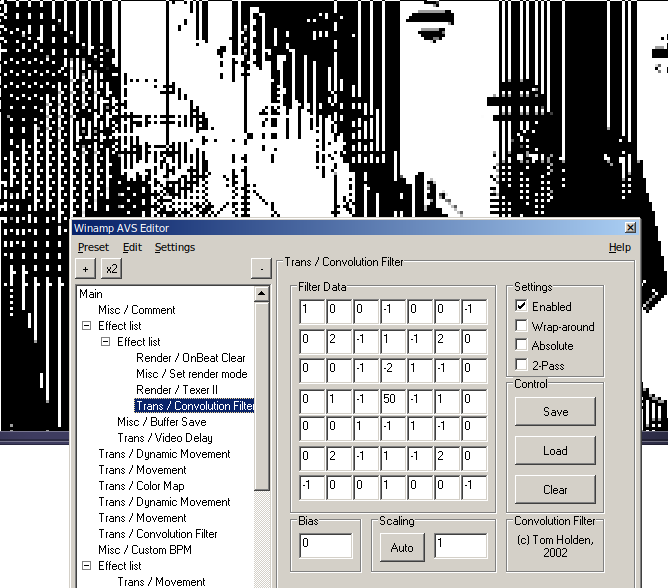 Winamp AVS Editor
Preset Edit Settings Help
+ x2 -
Trans / Convolution Filter
Main
Misc / Comment
Effect list
Effect list
Render / OnBeat Clear
Misc / Set render mode
Render / Texer II
Trans / Convolution Filter
Misc / Buffer Save
Trans / Video Delay
Trans / Dynamic Movement
Trans / Movement
Trans / Color Map
Trans / Dynamic Movement
Trans / Movement
Trans / Convolution Filter
Misc / Custom BPM
Effect list
Trans / Movement
Filter Data
1 0 0 -1 0 0 -1
0 2 -1 1 -1 2 0
0 0 -1 -2 1 -1 0
0 1 -1 50 -1 1 0
0 0 1 -1 1 -1 0
0 2 -1 1 -1 2 0
-1 0 0 1 0 0 -1
Bias
0
Scaling
Auto 1
Settings
Enabled
Wrap-around
Absolute
2-Pass
Control
Save
Load
Clear
Convolution Filter
(c) Tom Holden,
2002